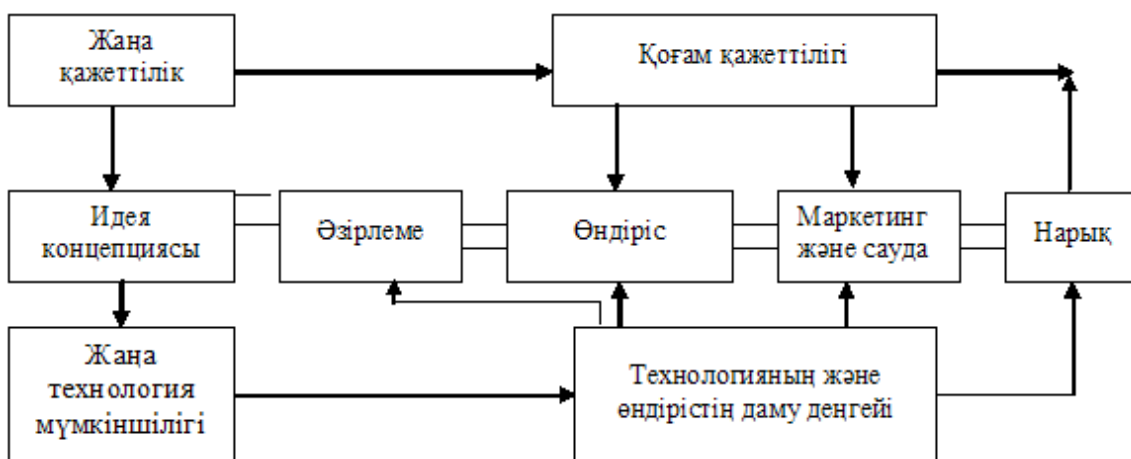 Жаңа
қажеттілік
Қоғам қажеттілігі
Идея
концепциясы
Әзірлеме
Өндіріс
Маркетинг
және сауда
Нарық
Жаңа
технология
мүмкіншілігі
Технологияның және
өндірістің даму деңгейі